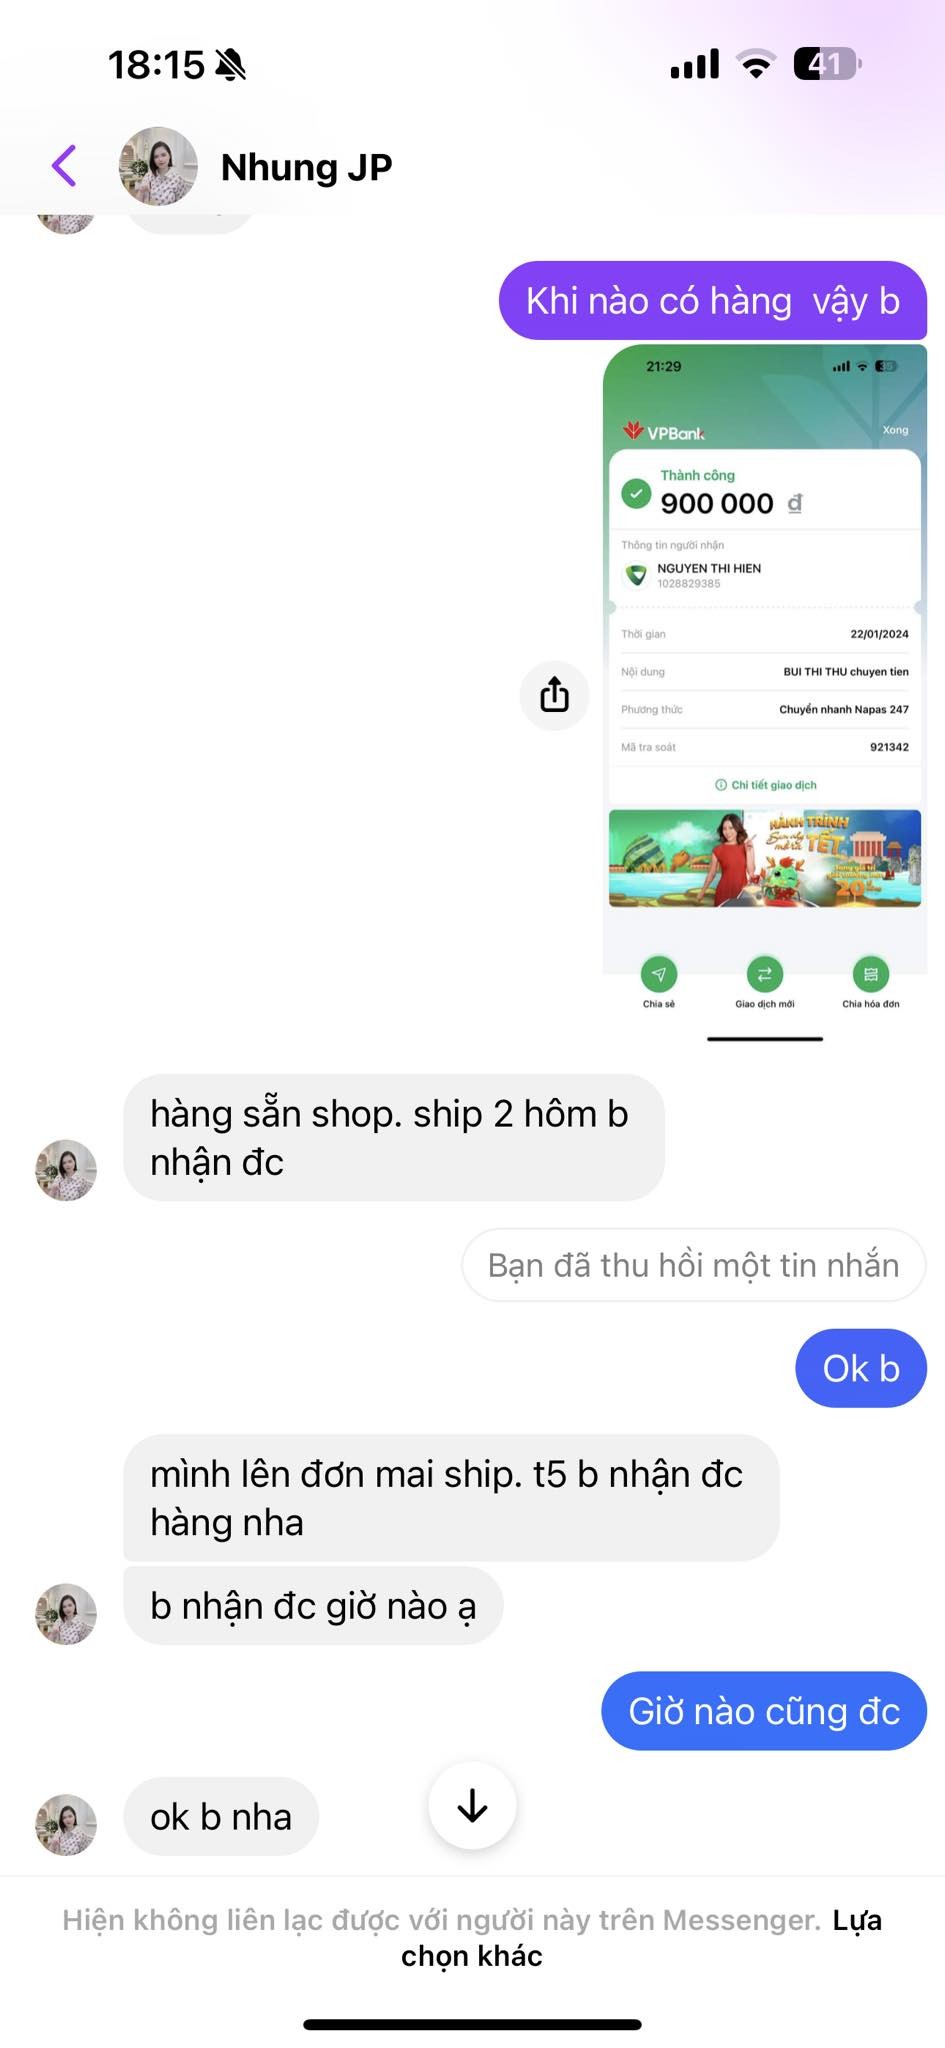 18:15
41
Nhung JP
Khi nào có hàng vậy b
21:29
VPBank
Xong
Thành công
900 000 đ
Thông tin người nhận
NGUYEN THI HIEN
1028829385
Thời gian 22/01/2024
Nội dung BUI THI THU chuyen tien
Phương thức Chuyển nhanh Napas 247
Mã tra soát 921342
Chi tiết giao dịch
HÀNH TRÌNH
TẾT
Chia sẻ Giao dịch mới Chia hóa đơn
hàng sẵn shop. ship 2 hôm b
nhận đc
Bạn đã thu hồi một tin nhắn
Ok b
mình lên đơn mai ship. t5 b nhận đc
hàng nha
b nhận đc giờ nào ạ
Giờ nào cũng đc
ok b nha
Hiện không liên lạc được với người này trên Messenger. Lựa
chọn khác